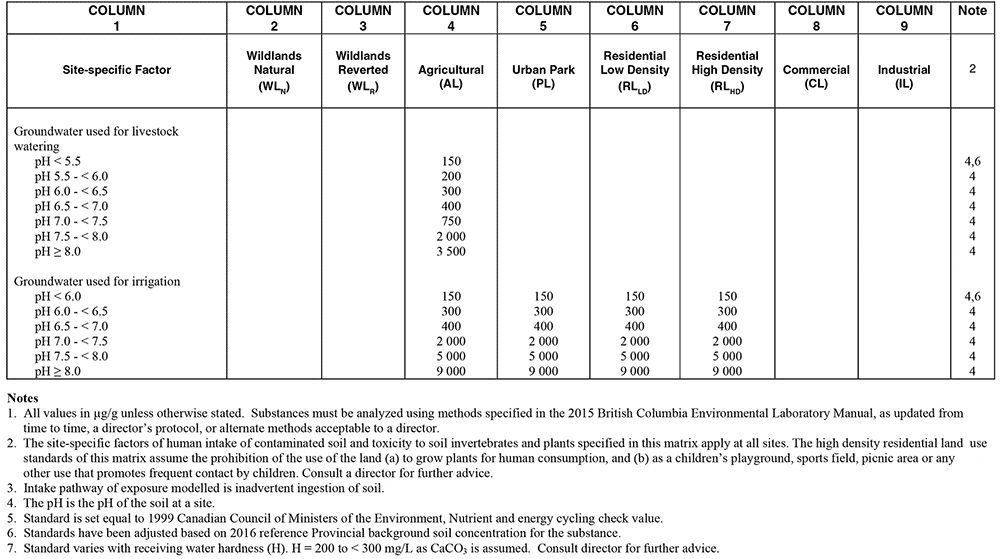 COLUMN 1 COLUMN 2 COLUMN 3 COLUMN 4 COLUMN 5 COLUMN 6 COLUMN 7 COLUMN 8 COLUMN 9 Note
Site-specific Factor Wildlands Natural (WLN) Wildlands Reverted (WLR) Agricultural (AL) Urban Park (PL) Residential Low Density (RLLD) Residential High Density (RLHD) Commercial (CL) Industrial (IL) 2
Groundwater used for livestock
watering
pH < 5.5 150 4,6
pH 5.5 - < 6.0 200 4
pH 6.0 - < 6.5 300 4
pH 6.5 - < 7.0 400 4
pH 7.0 - < 7.5 750 4
pH 7.5 - < 8.0 2 000 4
pH ≥ 8.0 3 500 4
Groundwater used for irrigation
pH < 6.0 150 150 150 150 4,6
pH 6.0 - < 6.5 300 300 300 300 4
pH 6.5 - < 7.0 400 400 400 400 4
pH 7.0 - < 7.5 2 000 2 000 2 000 2 000 4
pH 7.5 - < 8.0 5 000 5 000 5 000 5 000 4
pH ≥ 8.0 9 000 9 000 9 000 9 000 4
Notes
1. All values in µg/g unless otherwise stated. Substances must be analyzed using methods specified in the 2015 British Columbia Environmental Laboratory Manual, as updated from
time to time, a director's protocol, or alternate methods acceptable to a director.
2. The site-specific factors of human intake of contaminated soil and toxicity to soil invertebrates and plants specified in this matrix apply at all sites. The high density residential land use
standards of this matrix assume the prohibition of the use of the land (a) to grow plants for human consumption, and (b) as a children's playground, sports field, picnic area or any
other use that promotes frequent contact by children. Consult a director for further advice.
3. Intake pathway of exposure modelled is inadvertent ingestion of soil.
4. The pH is the pH of the soil at a site.
5. Standard is set equal to 1999 Canadian Council of Ministers of the Environment, Nutrient and energy cycling check value.
6. Standards have been adjusted based on 2016 reference Provincial background soil concentration for the substance.
7. Standard varies with receiving water hardness (H). H = 200 to < 300 mg/L as CaCO3 is assumed. Consult director for further advice.